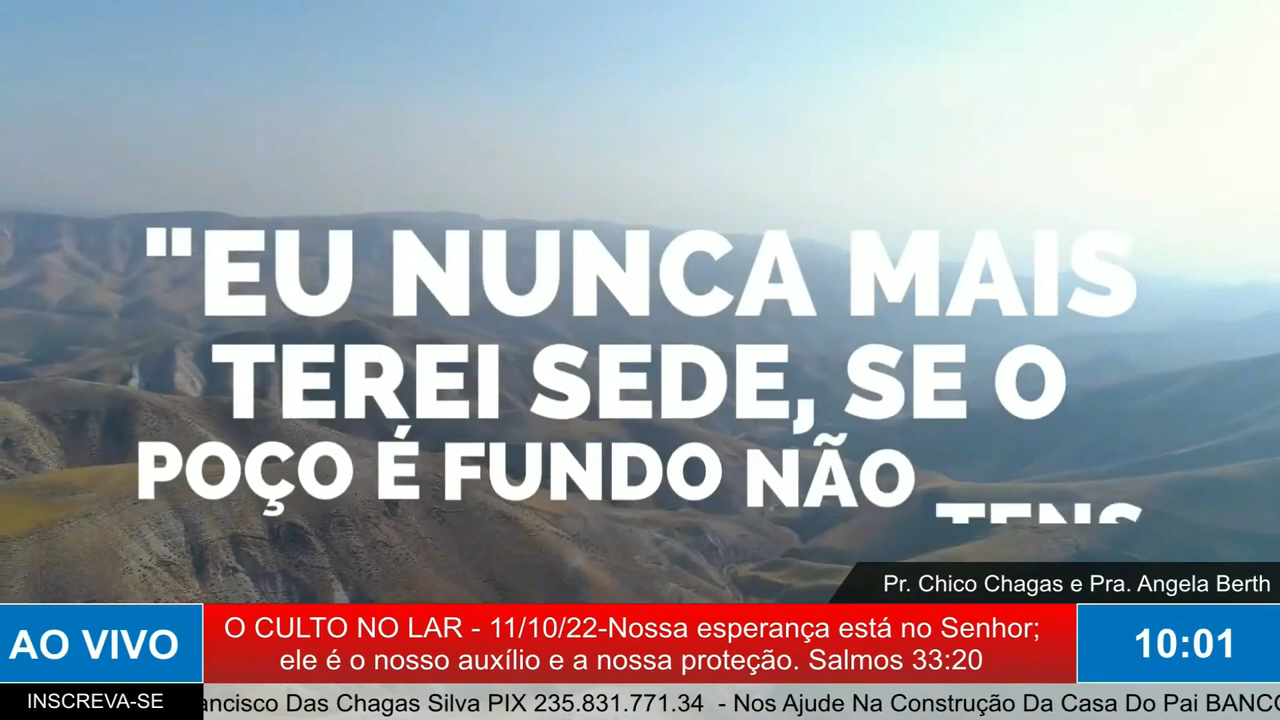 "EU NUNCA MAIS
TEREI SEDE, SE O
POÇO É FUNDO NÃO
TENS
Pr. Chico Chagas e Pra. Angela Berth
AO VIVO
O CULTO NO LAR - 11/10/22-Nossa esperança está no Senhor;
ele é o nosso auxílio e a nossa proteção. Salmos 33:20
10:01
INSCREVA-SE
ancisco Das Chagas Silva PIX 235.831.771.34 - Nos Ajude Na Construção Da Casa Do Pai BANCO